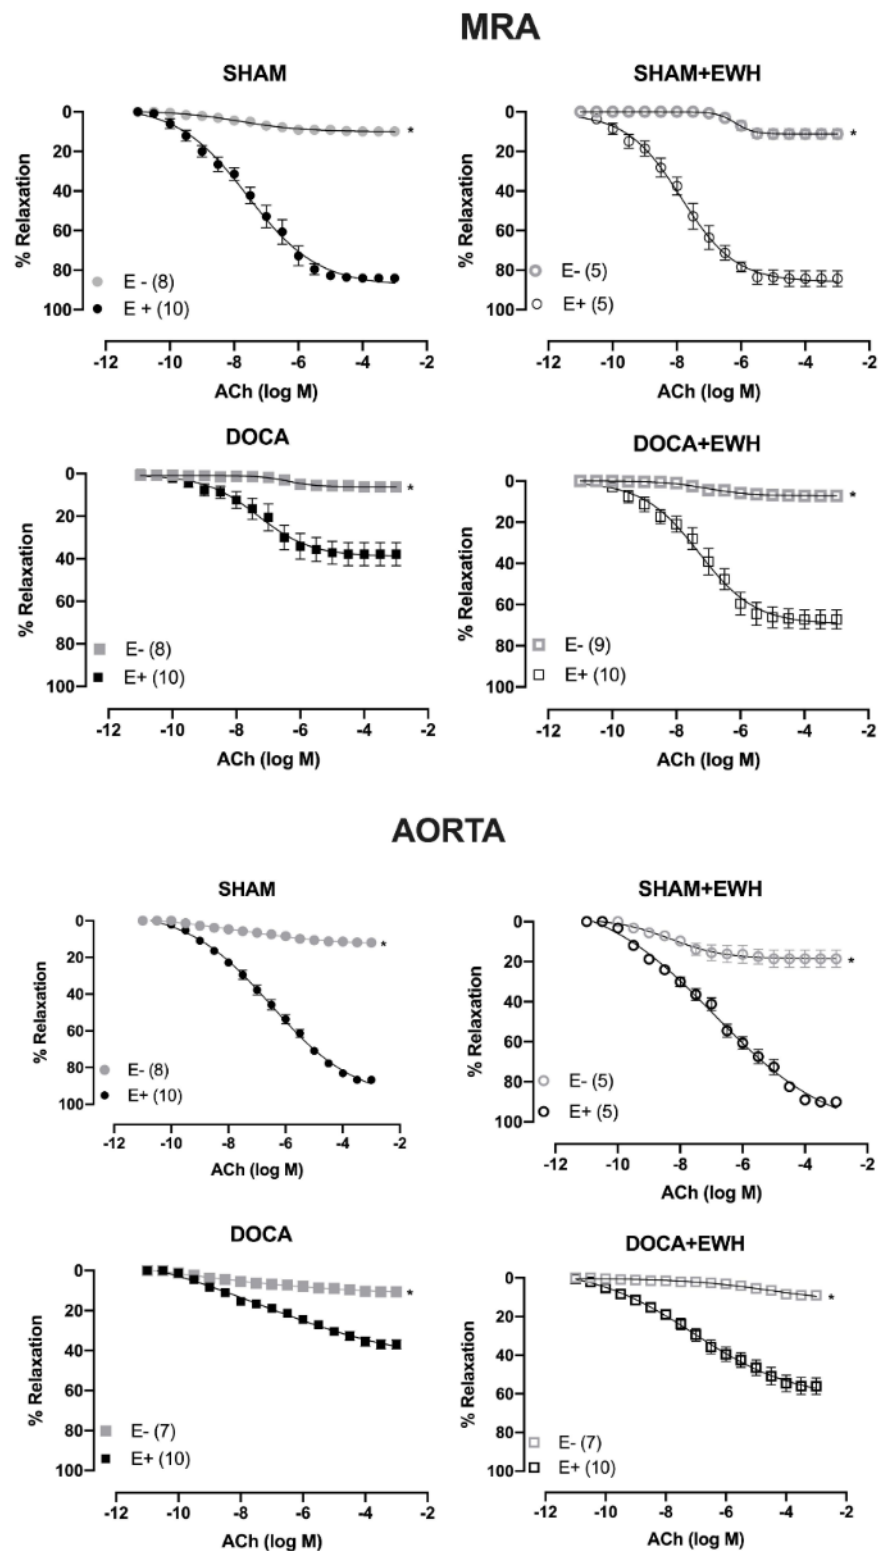 MRA
SHAM
0
20
40
60
80
100
% Relaxation
*
E - (8)
E + (10)
-12 -10 -8 -6 -4 -2
ACh (log M)
SHAM+EWH
0
20
40
60
80
100
% Relaxation
*
E- (5)
E+ (5)
-12 -10 -8 -6 -4 -2
ACh (log M)
DOCA
0
20
40
60
80
100
% Relaxation
*
E- (8)
E+ (10)
-12 -10 -8 -6 -4 -2
ACh (log M)
DOCA+EWH
0
20
40
60
80
100
% Relaxation
*
E- (9)
E+ (10)
-12 -10 -8 -6 -4 -2
ACh (log M)
AORTA
SHAM
0
20
40
60
80
100
% Relaxation
*
E- (8)
E+ (10)
-12 -10 -8 -6 -4 -2
ACh (log M)
SHAM+EWH
0
20
40
60
80
100
% Relaxation
*
E- (5)
E+ (5)
-12 -10 -8 -6 -4 -2
ACh (log M)
DOCA
0
20
40
60
80
100
% Relaxation
*
E- (7)
E+ (10)
-12 -10 -8 -6 -4 -2
ACh (log M)
DOCA+EWH
0
20
40
60
80
100
% Relaxation
*
E- (7)
E+ (10)
-12 -10 -8 -6 -4 -2
ACh (log M)